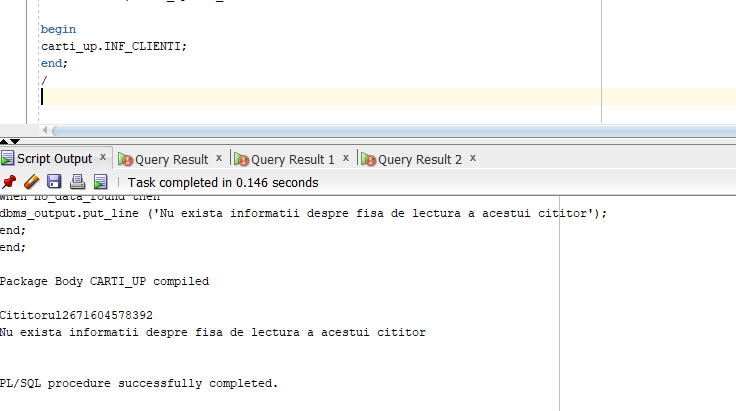 begin
carti_up.INF_CLIENTI;
end;
/
Script Output x Query Result x Query Result 1 x Query Result 2 x
Task completed in 0.146 seconds
when no_data_found then
dbms_output.put_line ('Nu exista informatii despre fisa de lectura a acestui cititor');
end;
end;
Package Body CARTI_UP compiled
Cititorul2671604578392
Nu exista informatii despre fisa de lectura a acestui cititor
PL/SQL procedure successfully completed.